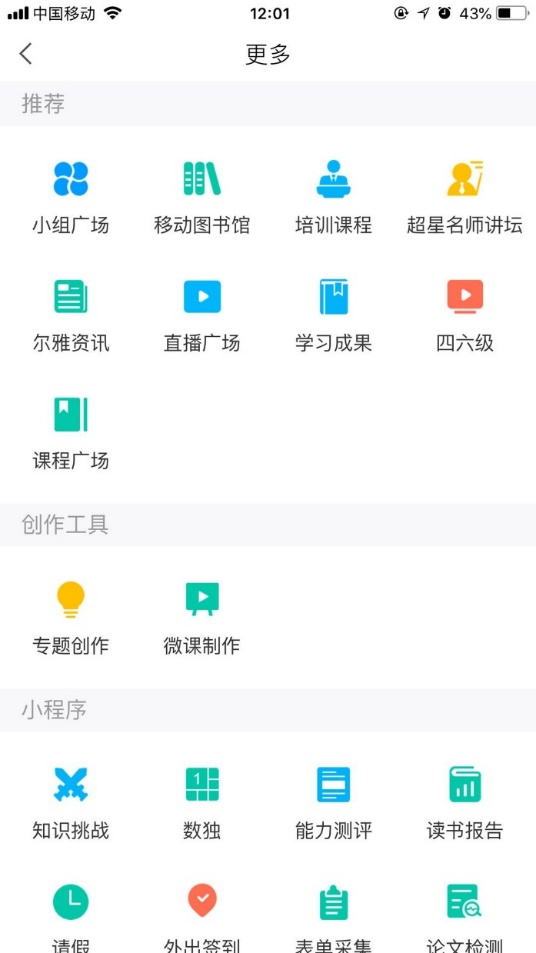 中国移动 12:01 43%
更多
推荐
小组广场 移动图书馆 培训课程 超星名师讲坛
尔雅资讯 直播广场 学习成果 四六级
课程广场
创作工具
专题创作 微课制作
小程序
1
知识挑战 数独 能力测评 读书报告
请假 外出签到 表单采集 论文检测